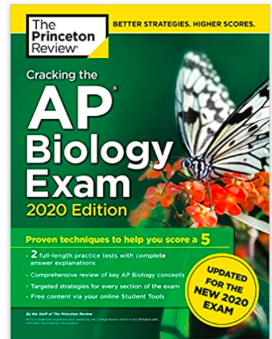 The
Princeton
Review®
BETTER STRATEGIES. HIGHER SCORES.
Cracking the
AP®
Biology
Exam
2020 Edition
Proven techniques to help you score a 5
• 2 full-length practice tests with complete
answer explanations
• Comprehensive review of key AP Biology concepts
• Targeted strategies for every section of the exam
• Free content via your online Student Tools
UPDATED
FOR THE
NEW 2020
EXAM
By the Staff of The Princeton Review